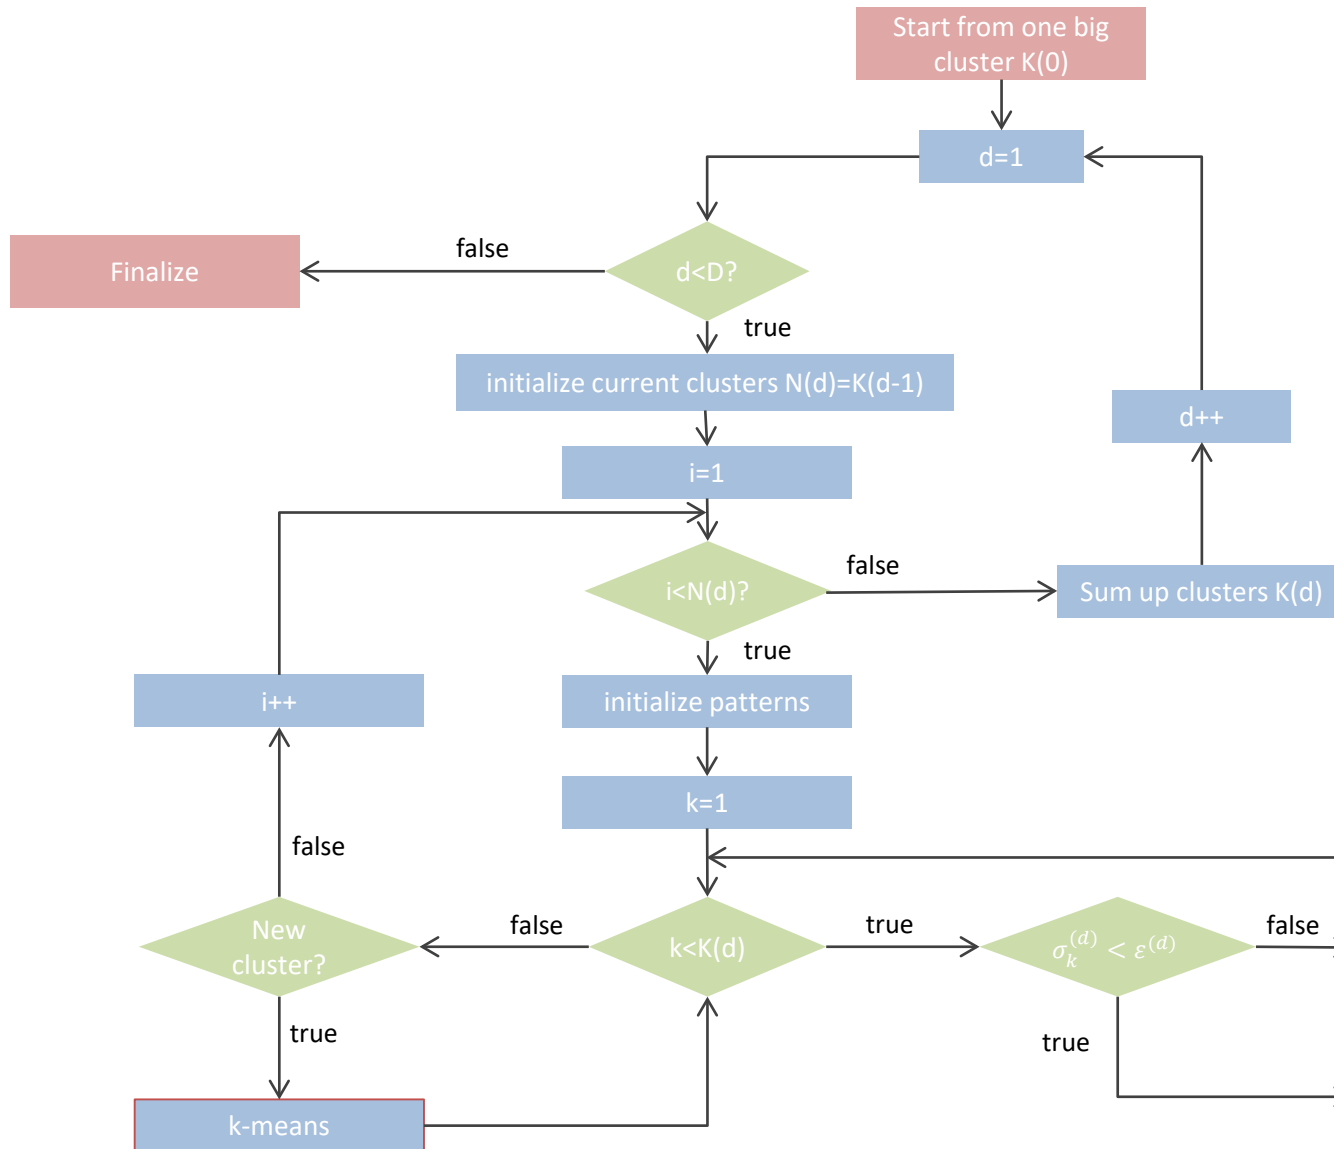 Start from one big
cluster K(0)
d=1
false
Finalize
d<D?
true
initialize current clusters N(d)=K(d-1)
d++
i=1
i<N(d)?
false
Sum up clusters K(d)
true
i++
initialize patterns
k=1
false
New
cluster?
false
k<K(d)
true
σ_k^(d) < ε^(d)
false
true
true
k-means